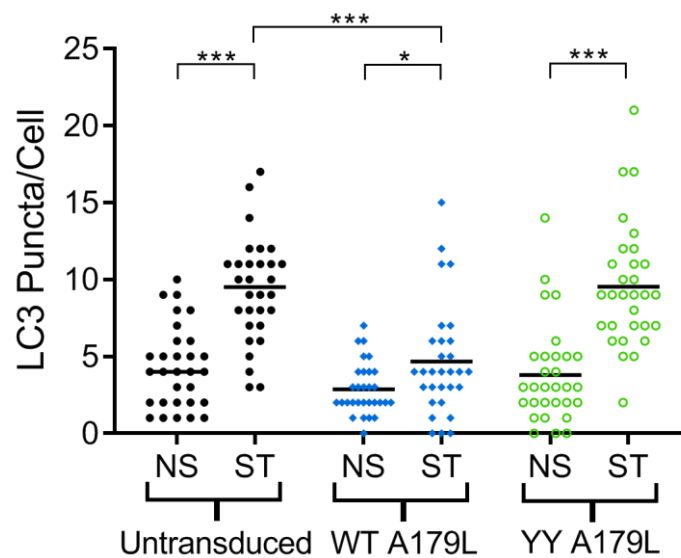 ***
*** * ***
25
20
15
10
5
0
LC3 Puncta/Cell
NS ST NS ST NS ST
Untransduced WT A179L YY A179L